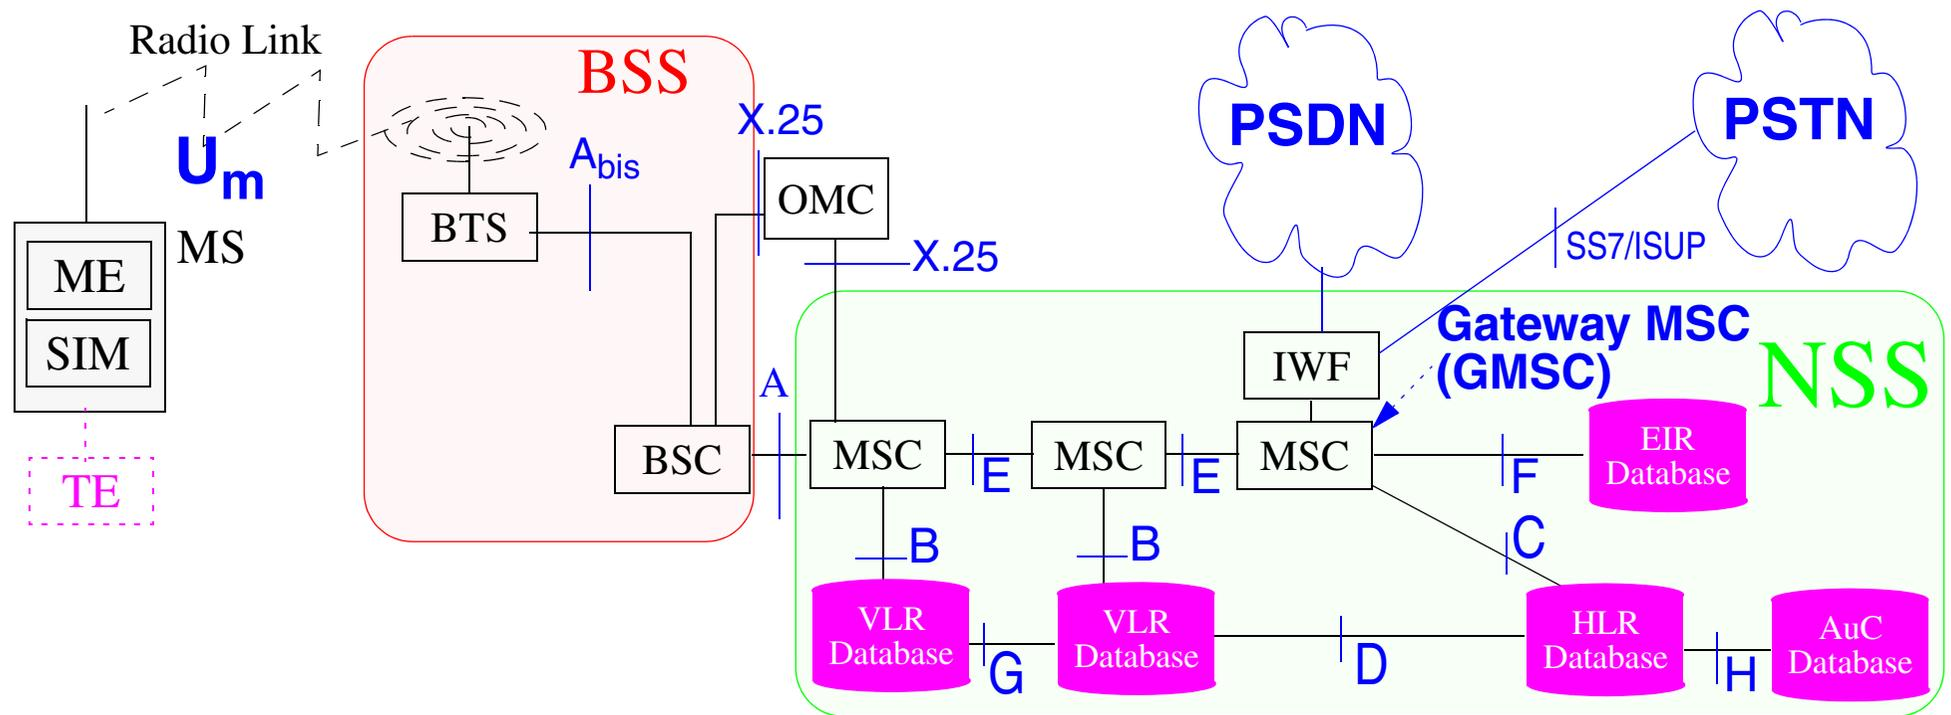 Radio Link
BSS
PSDN
PSTN
X.25
Um
Abis
OMC
BTS
MS
ME
SIM
TE
X.25
SS7/ISUP
Gateway MSC
(GMSC)
NSS
IWF
A
BSC
MSC
E
MSC
E
MSC
F
EIR
Database
B
B
C
VLR
Database
G
VLR
Database
D
HLR
Database
H
AuC
Database